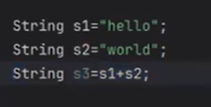 String s1="hello";
String s2="world";
String s3=s1+s2;